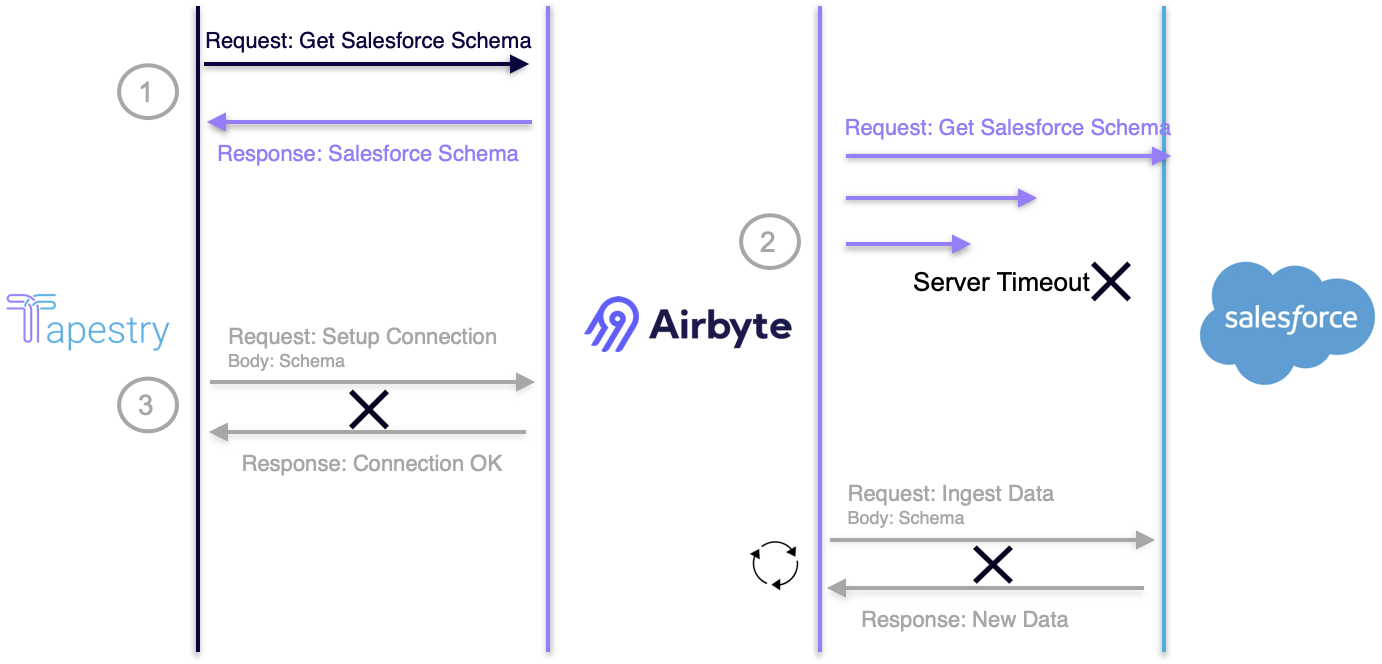 Request: Get Salesforce Schema
1
Response: Salesforce Schema
Request: Get Salesforce Schema
2
Server Timeout
Tapestry
Airbyte
salesforce
Request: Setup Connection
Body: Schema
3
Response: Connection OK
Request: Ingest Data
Body: Schema
Response: New Data